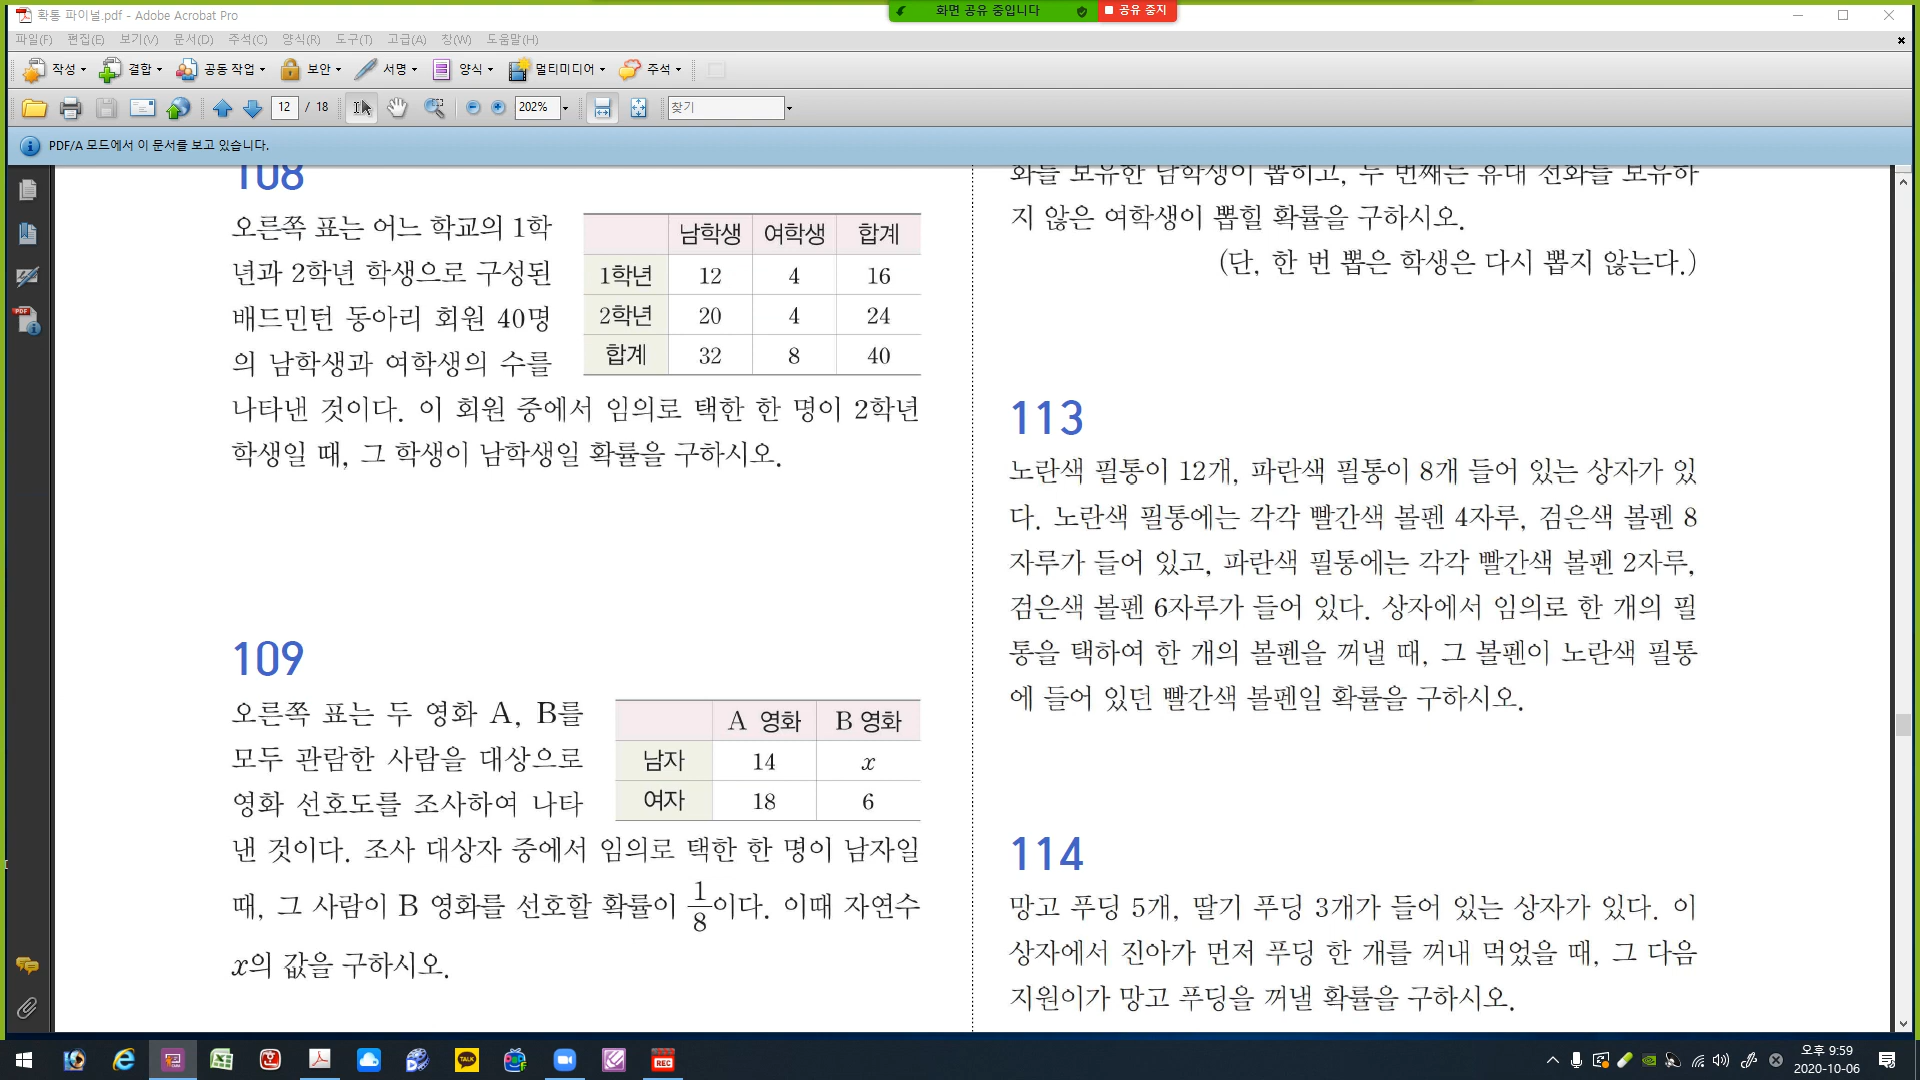 확통 파이널.pdf - Adobe Acrobat Pro
화면 공유 중입니다
공유 중지
파일(F) 편집(E) 보기(V) 문서(D) 주석(C) 양식(R) 도구(T) 고급(A) 창(W) 도움말(H)
작성 결합 공동 작업 보안 서명 양식 멀티미디어 주석
12 / 18 202% 찾기
PDF/A 모드에서 이 문서를 보고 있습니다.
108
오른쪽 표는 어느 학교의 1학
년과 2학년 학생으로 구성된
배드민턴 동아리 회원 40명
의 남학생과 여학생의 수를
나타낸 것이다. 이 회원 중에서 임의로 택한 한 명이 2학년
학생일 때, 그 학생이 남학생일 확률을 구하시오.
남학생 여학생 합계
1학년 12 4 16
2학년 20 4 24
합계 32 8 40
109
오른쪽 표는 두 영화 A, B를
모두 관람한 사람을 대상으로
영화 선호도를 조사하여 나타
낸 것이다. 조사 대상자 중에서 임의로 택한 한 명이 남자일
때, 그 사람이 B 영화를 선호할 확률이 1/8이다. 이때 자연수
x의 값을 구하시오.
A 영화 B 영화
남자 14 x
여자 18 6
화를 보유한 남학생이 뽑히고, 두 번째는 휴대 전화를 보유하
지 않은 여학생이 뽑힐 확률을 구하시오.
(단, 한 번 뽑은 학생은 다시 뽑지 않는다.)
113
노란색 필통이 12개, 파란색 필통이 8개 들어 있는 상자가 있
다. 노란색 필통에는 각각 빨간색 볼펜 4자루, 검은색 볼펜 8
자루가 들어 있고, 파란색 필통에는 각각 빨간색 볼펜 2자루,
검은색 볼펜 6자루가 들어 있다. 상자에서 임의로 한 개의 필
통을 택하여 한 개의 볼펜을 꺼낼 때, 그 볼펜이 노란색 필통
에 들어 있던 빨간색 볼펜일 확률을 구하시오.
114
망고 푸딩 5개, 딸기 푸딩 3개가 들어 있는 상자가 있다. 이
상자에서 진아가 먼저 푸딩 한 개를 꺼내 먹었을 때, 그 다음
지원이가 망고 푸딩을 꺼낼 확률을 구하시오.
TALK
REC
오후 9:59
2020-10-06